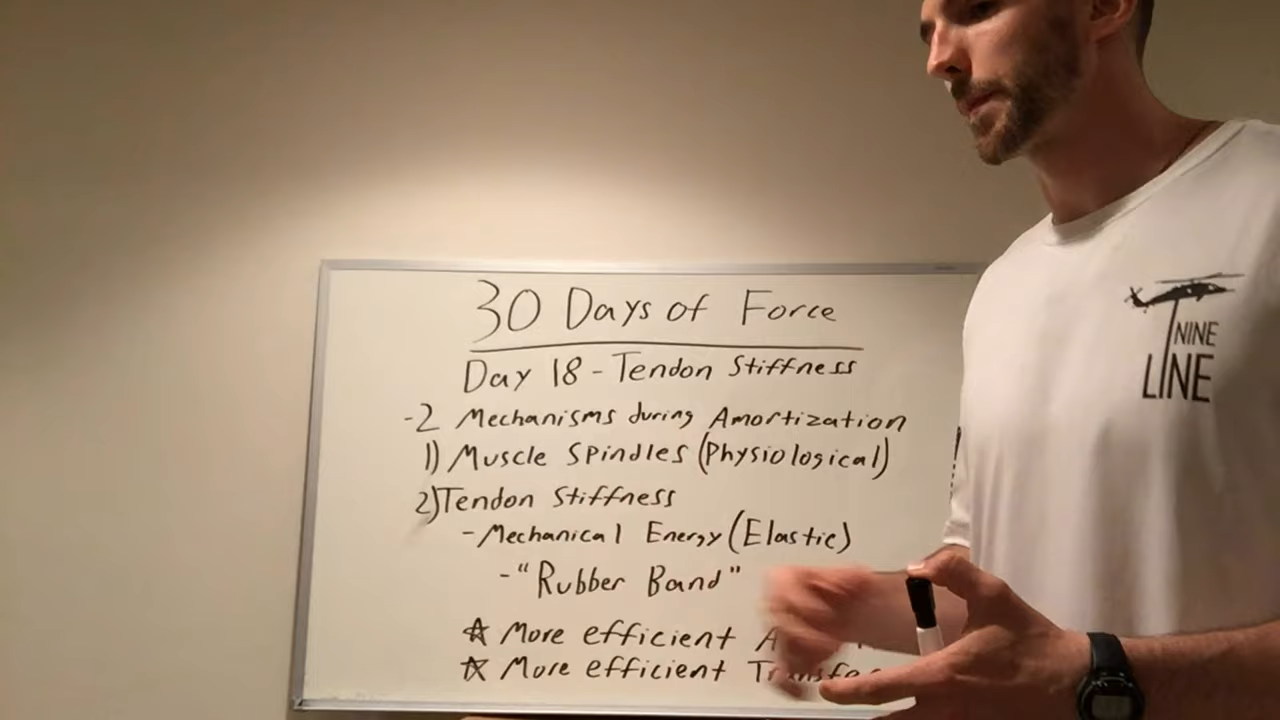 30 Days of Force
Day 18 - Tendon Stiffness
-2 Mechanisms during Amortization
1) Muscle Spindles (Physiological)
2) Tendon Stiffness
- Mechanical Energy (Elastic)
- "Rubber Band"
☆ More efficient
☆ More efficient
NINE
LINE